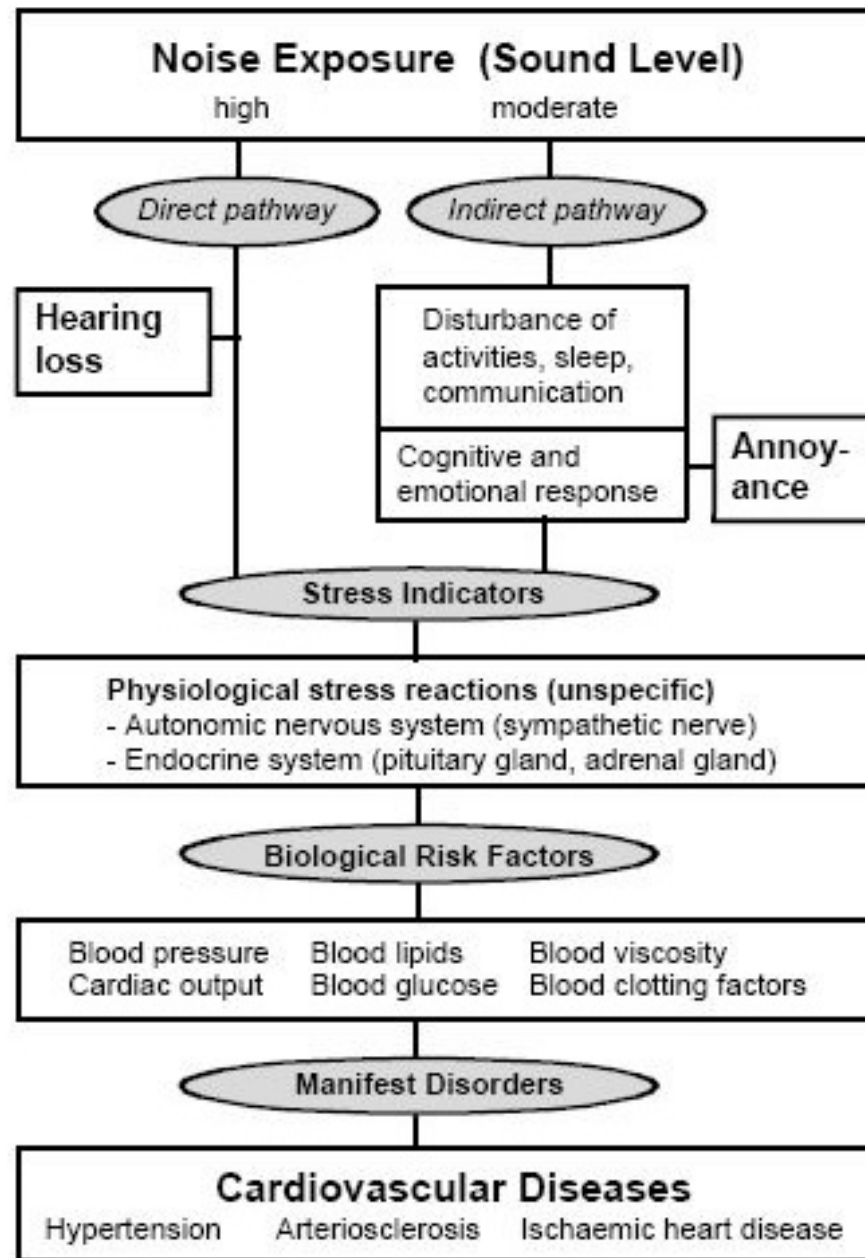 Noise Exposure (Sound Level)
high moderate
Direct pathway Indirect pathway
Hearing
loss
Disturbance of
activities, sleep,
communication
Cognitive and
emotional response
Annoy-
ance
Stress Indicators
Physiological stress reactions (unspecific)
- Autonomic nervous system (sympathetic nerve)
- Endocrine system (pituitary gland, adrenal gland)
Biological Risk Factors
Blood pressure Blood lipids Blood viscosity
Cardiac output Blood glucose Blood clotting factors
Manifest Disorders
Cardiovascular Diseases
Hypertension Arteriosclerosis Ischaemic heart disease